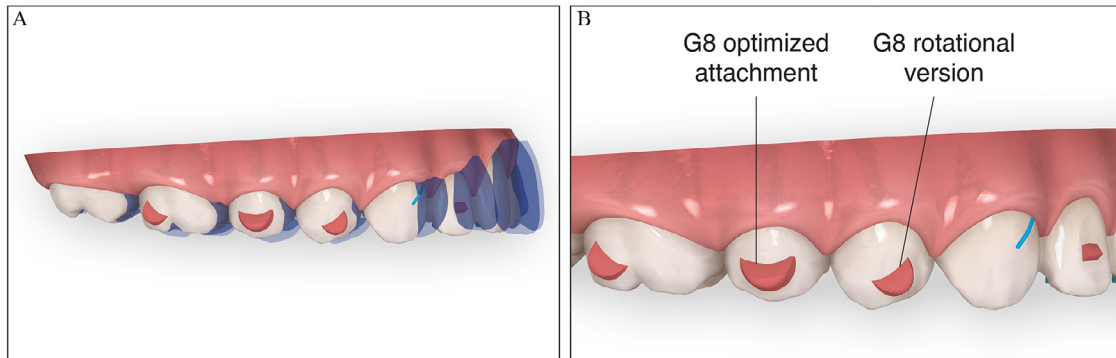 A
B
G8 optimized
attachment
G8 rotational
version